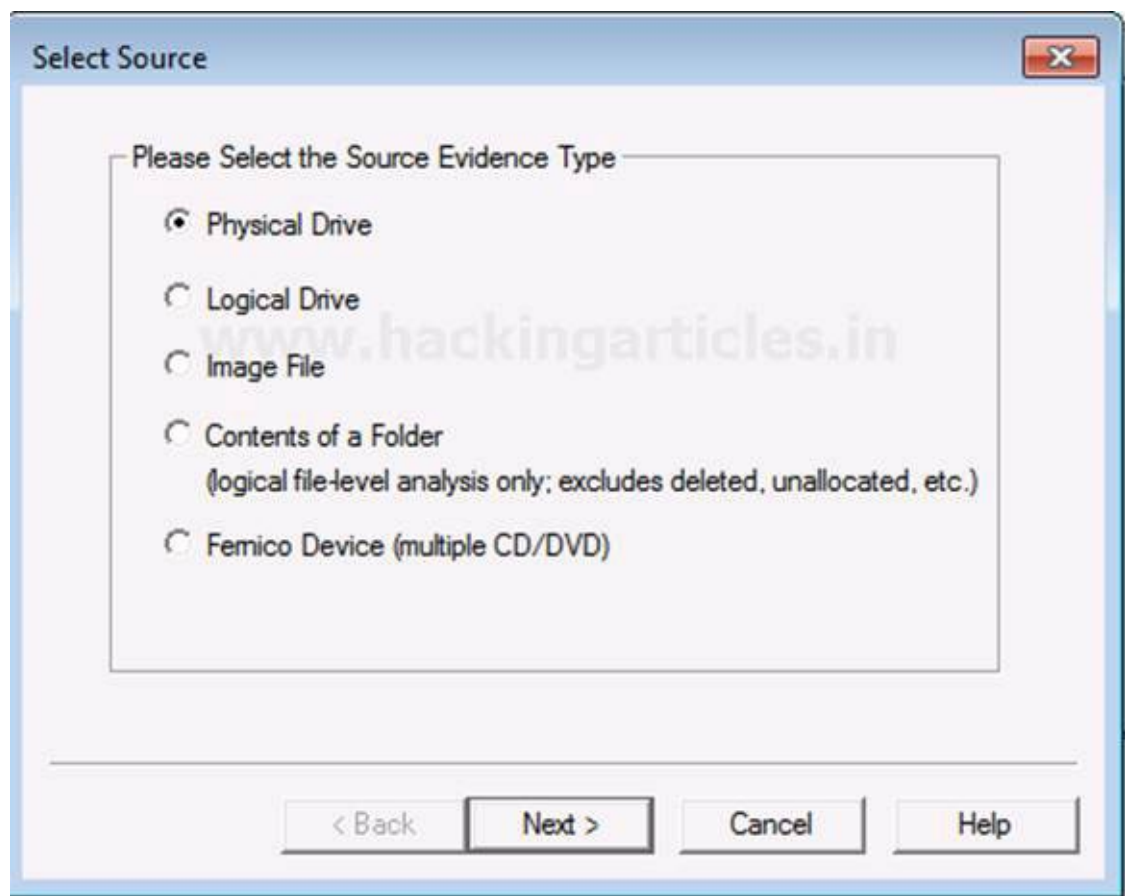 Select Source
Please Select the Source Evidence Type
Physical Drive
Logical Drive
www.hackingarticles.in
Image File
Contents of a Folder
(logical file-level analysis only; excludes deleted, unallocated, etc.)
Fernico Device (multiple CD/DVD)
< Back
Next >
Cancel
Help